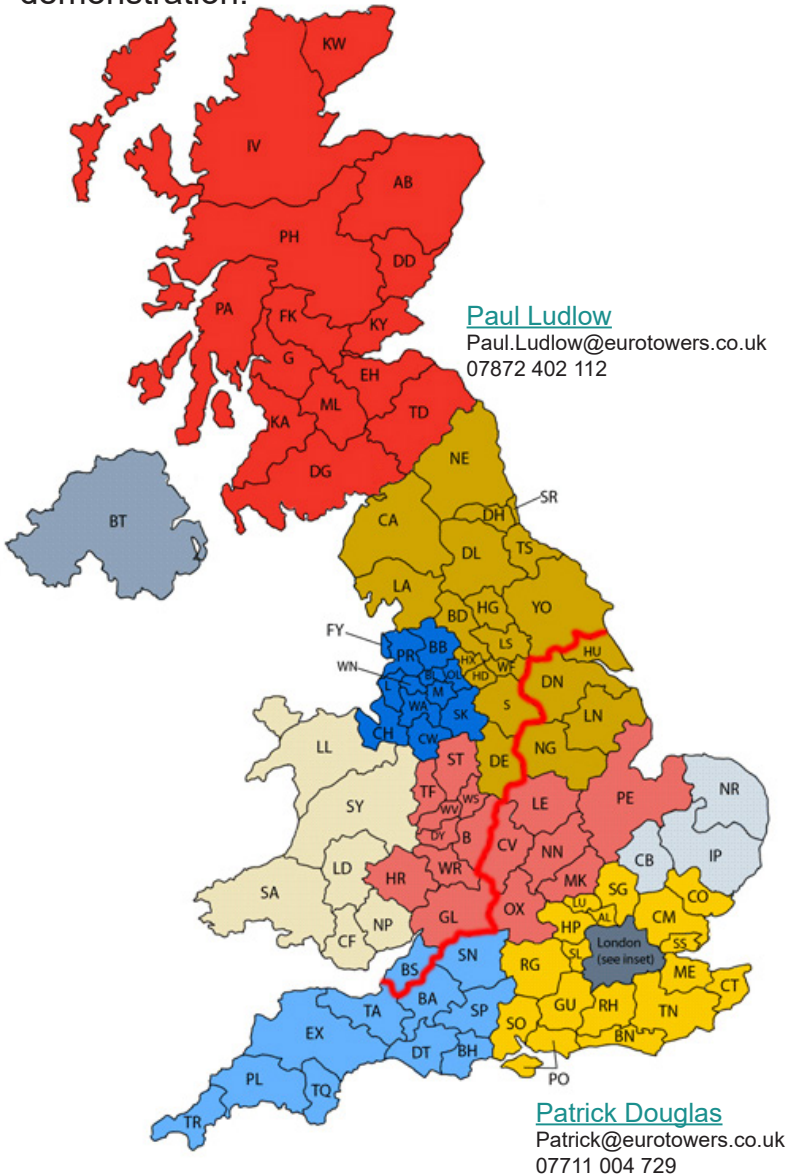 demonstration.
KW
IV
AB
PH
DD
PA
FK
KY
Paul Ludlow
Paul.Ludlow@eurotowers.co.uk
07872 402 112
G
EH
ML
TD
KA
DG
NE
SR
BT
CA
DH
DL
TS
LA
BD
HG
YO
FY
PR
BB
LS
HX
WF
HU
WN
BL
OL
HD
DN
L
M
WA
SK
S
LN
CH
CW
NG
LL
ST
DE
TF
WS
LE
PE
NR
SY
WV
DY
B
CV
NN
CB
IP
LD
HR
WR
MK
SG
CO
SA
NP
GL
OX
LU
AL
HP
CM
CF
London
(see inset)
SS
BS
SN
RG
SL
ME
CT
BA
TA
SP
GU
RH
TN
EX
SO
BN
DT
BH
PO
PL
TQ
TR
Patrick Douglas
Patrick@eurotowers.co.uk
07711 004 729